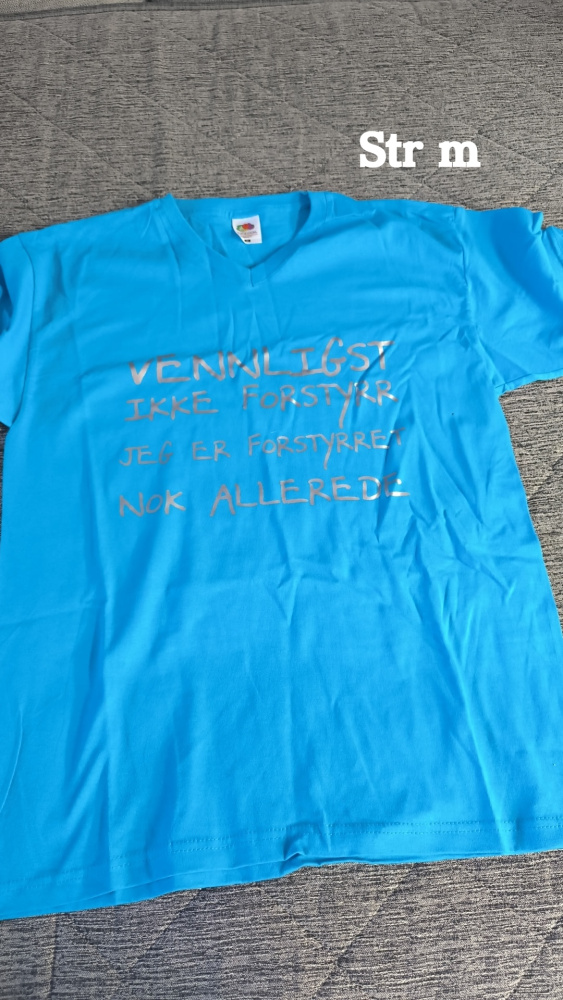 Str m
VENNLIGST
IKKE FORSTYRR
JEG ER FORSTYRRET
NOK ALLEREDE